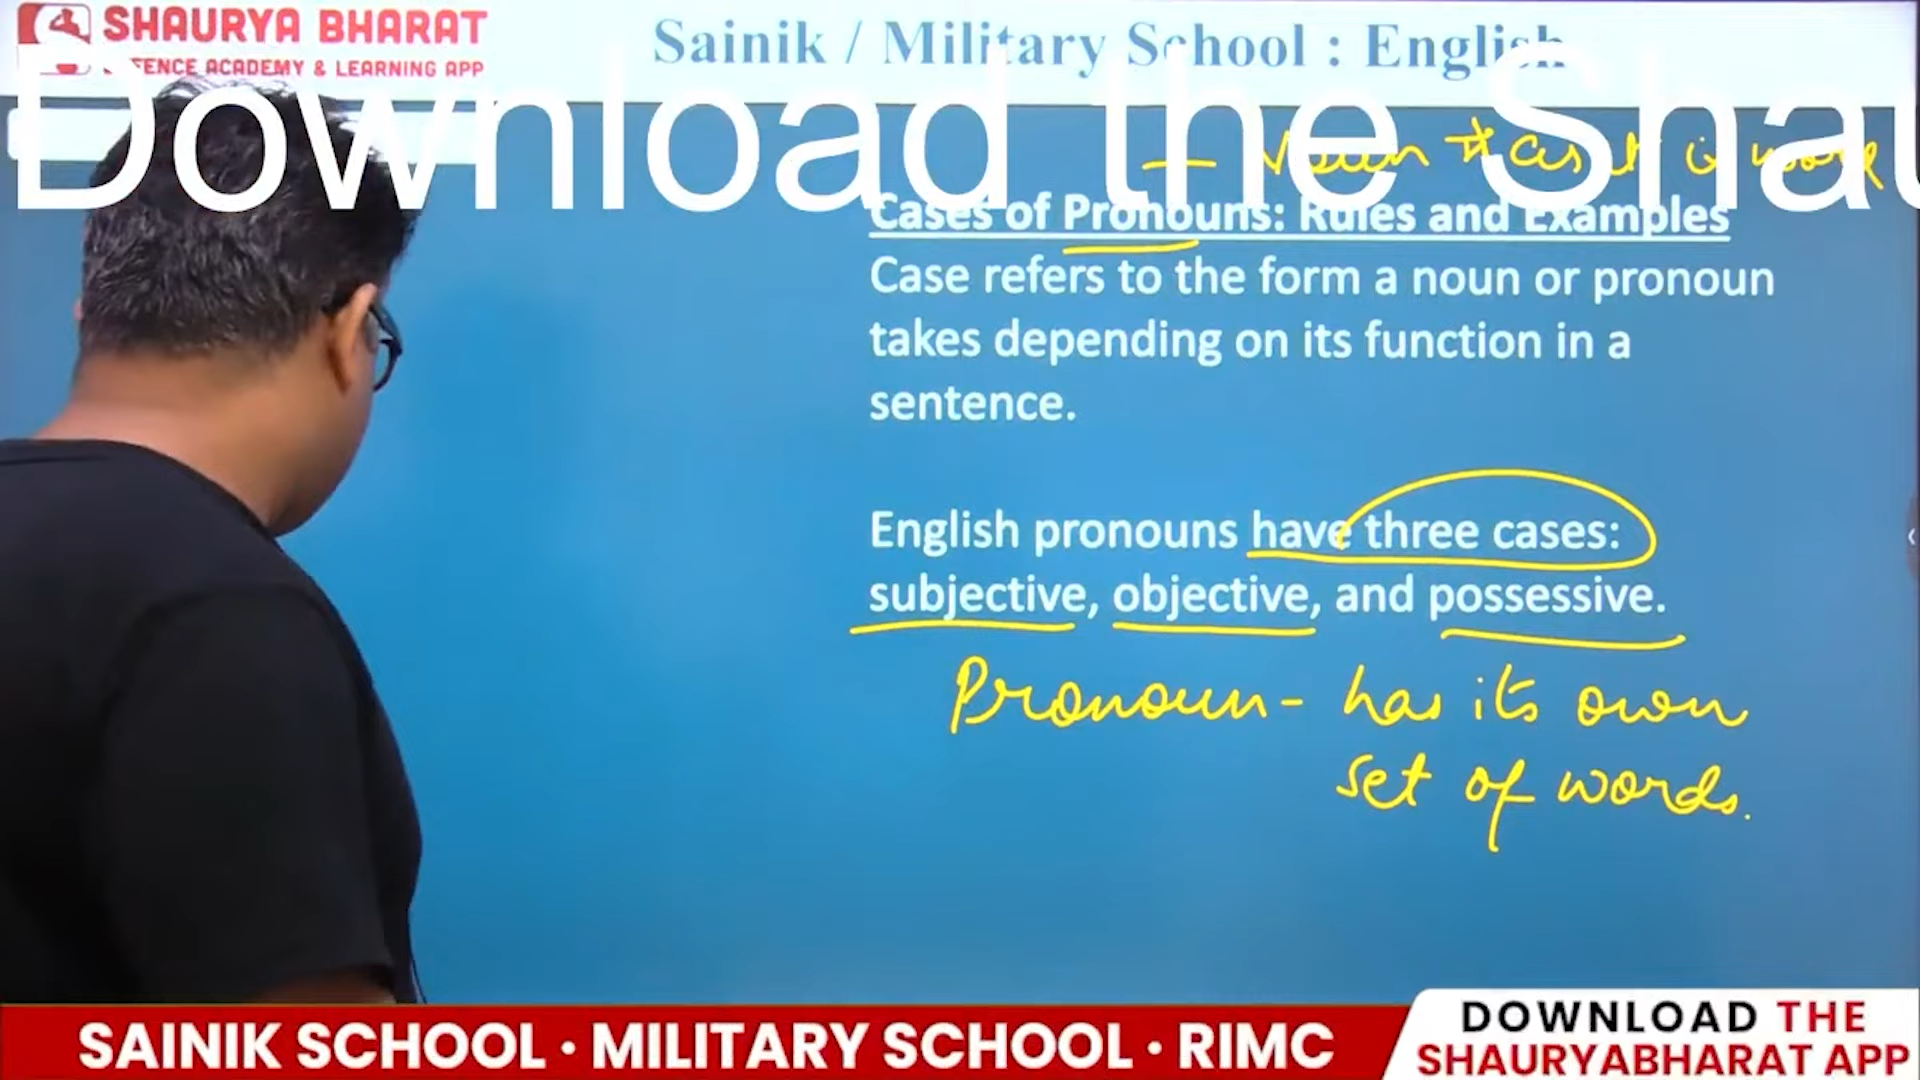 SHAURYA BHARAT
FENCE ACADEMY & LEARNING APP
Sainik / Military School : English
Download the Shau
Noun
Cases of Pronouns: Rules and Examples
Case refers to the form a noun or pronoun
takes depending on its function in a
sentence.
English pronouns have three cases:
subjective, objective, and possessive.
Pronoun - has its own
set of words.
SAINIK SCHOOL • MILITARY SCHOOL • RIMC
DOWNLOAD THE
SHAURYABHARAT APP